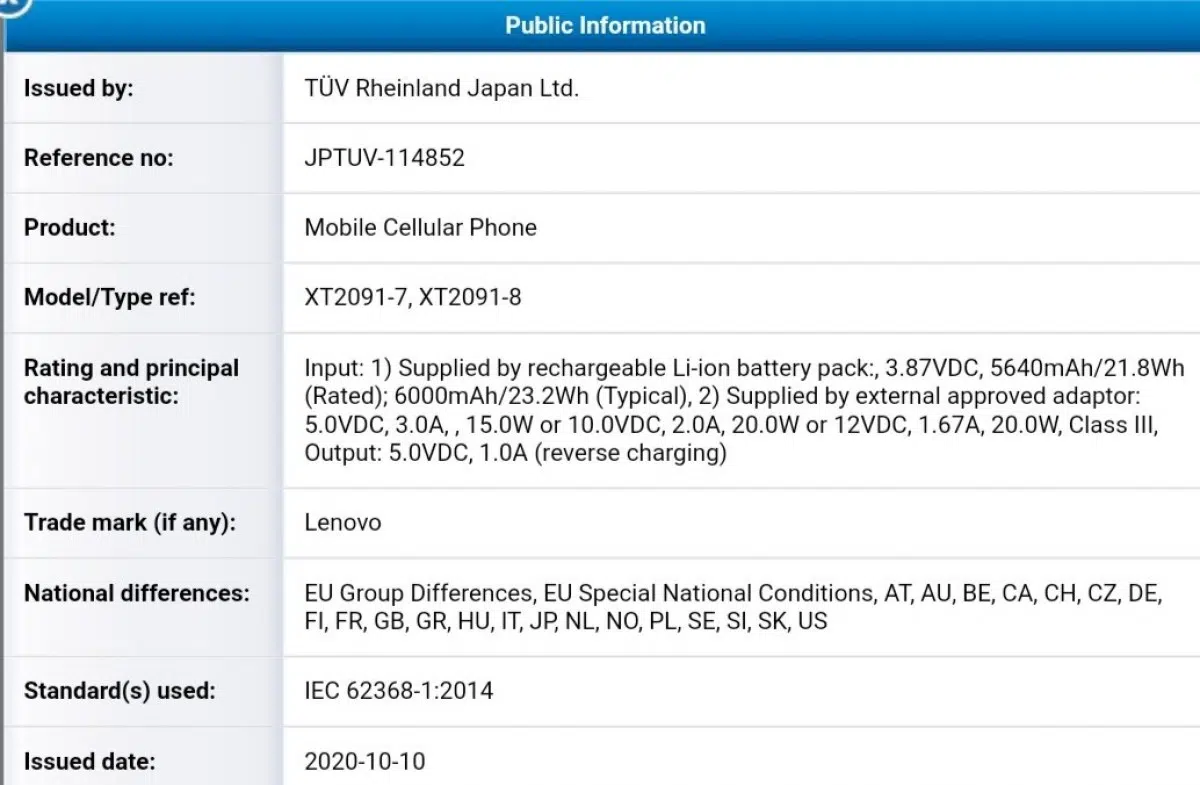 Public Information
Issued by:
TÜV Rheinland Japan Ltd.
Reference no:
JPTUV-114852
Product:
Mobile Cellular Phone
Model/Type ref:
XT2091-7, XT2091-8
Rating and principal
characteristic:
Input: 1) Supplied by rechargeable Li-ion battery pack:, 3.87VDC, 5640mAh/21.8Wh
(Rated); 6000mAh/23.2Wh (Typical), 2) Supplied by external approved adaptor:
5.0VDC, 3.0A, , 15.0W or 10.0VDC, 2.0A, 20.0W or 12VDC, 1.67A, 20.0W, Class III,
Output: 5.0VDC, 1.0A (reverse charging)
Trade mark (if any):
Lenovo
National differences:
EU Group Differences, EU Special National Conditions, AT, AU, BE, CA, CH, CZ, DE,
FI, FR, GB, GR, HU, IT, JP, NL, NO, PL, SE, SI, SK, US
Standard(s) used:
IEC 62368-1:2014
Issued date:
2020-10-10